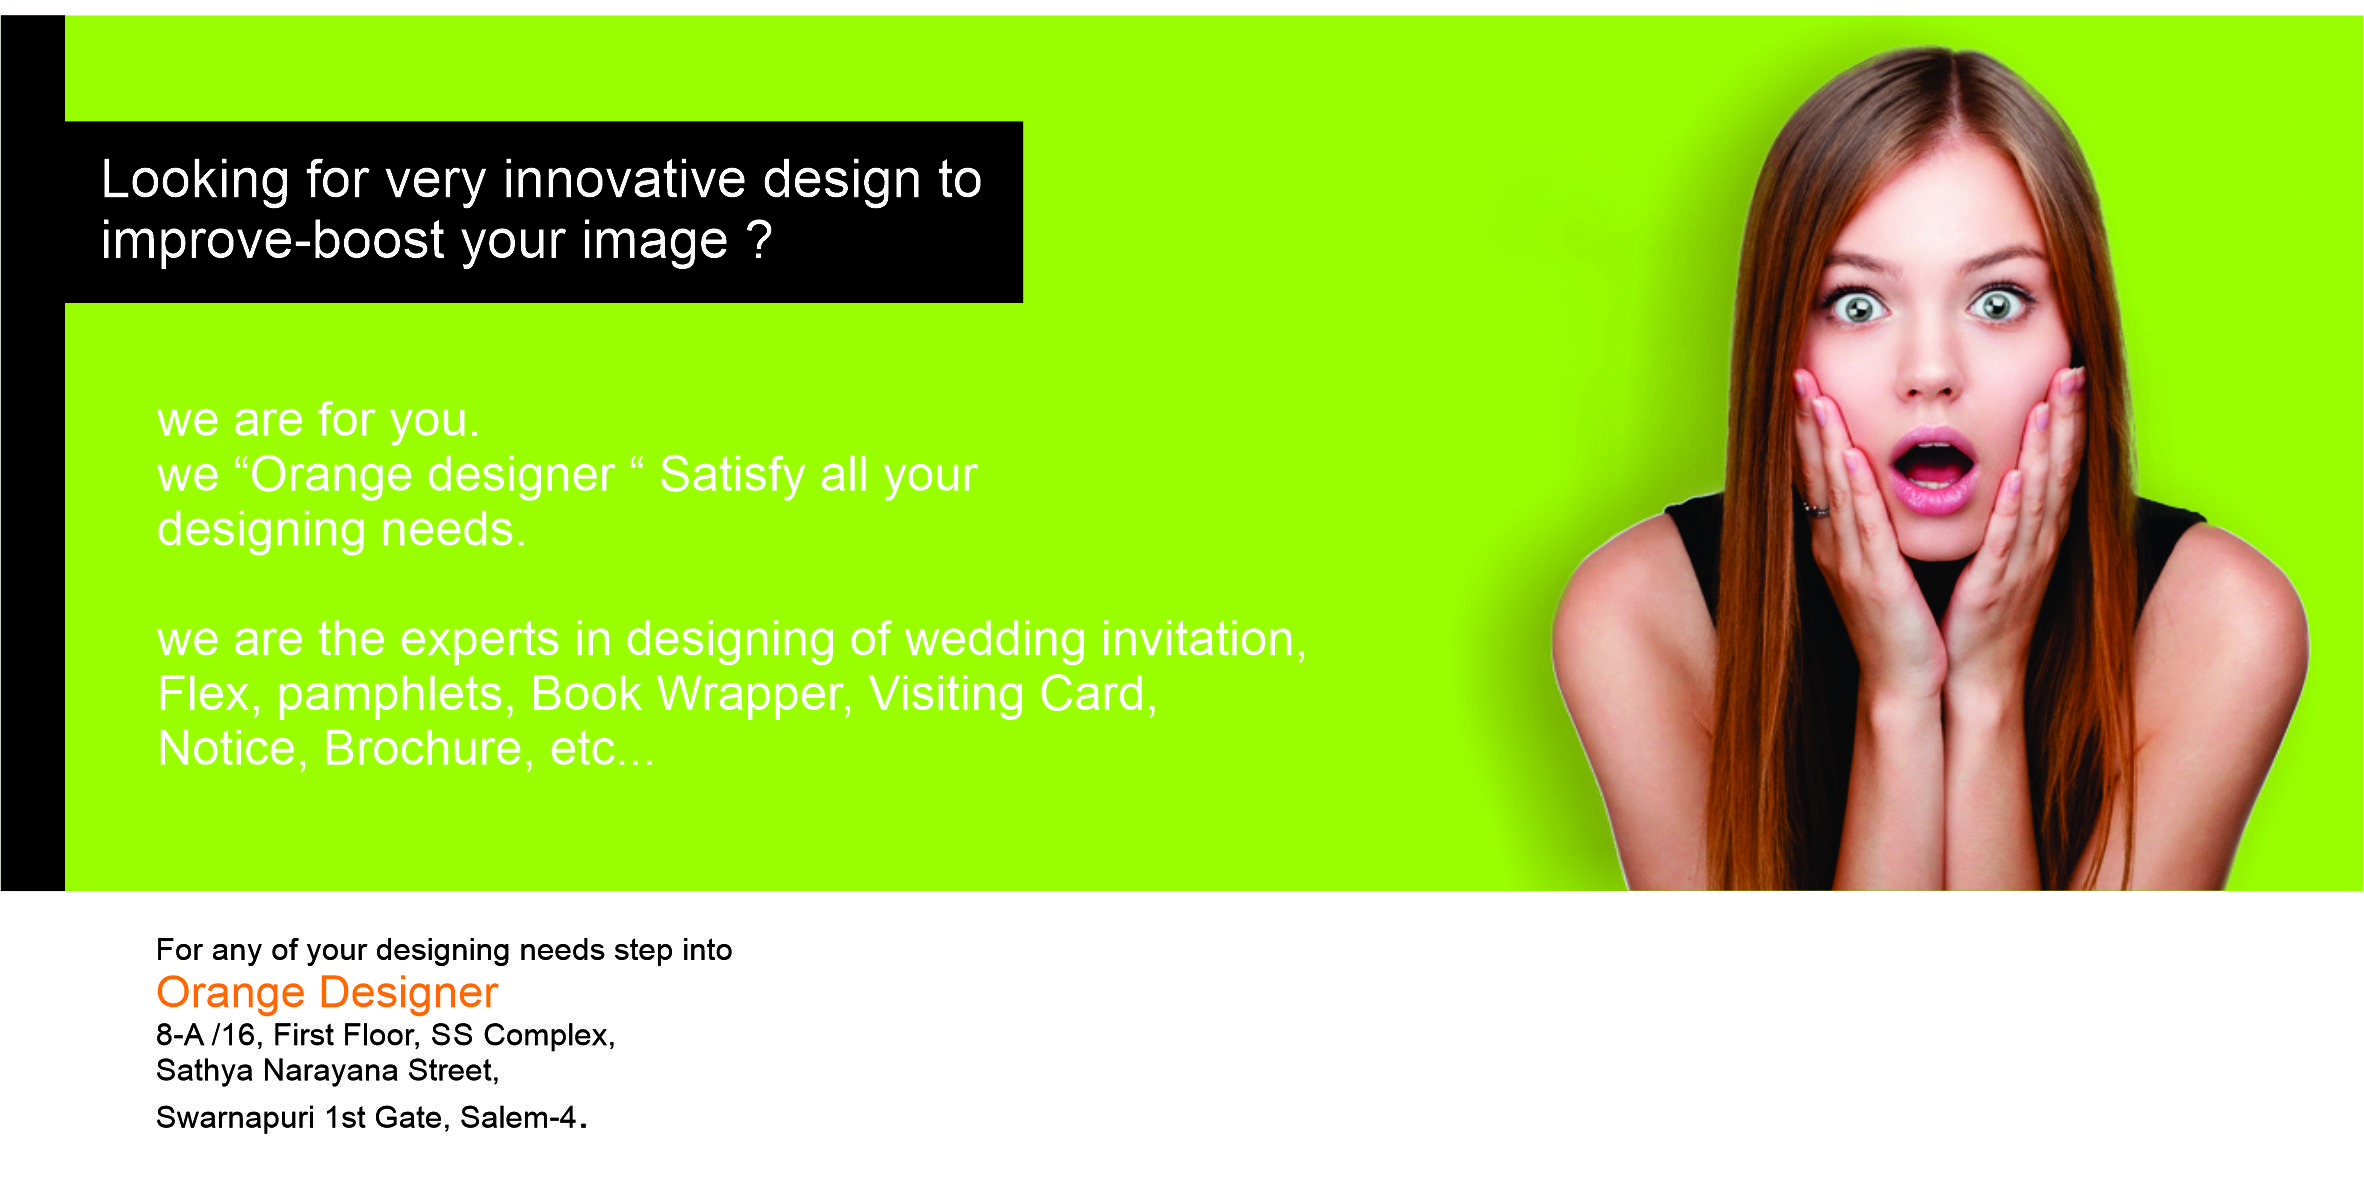 Looking for very innovative design to
improve-boost your image ?
we are for you.
we “Orange designer “ Satisfy all your
designing needs.
we are the experts in designing of wedding invitation,
Flex, pamphlets, Book Wrapper, Visiting Card,
Notice, Brochure, etc...
For any of your designing needs step into
Orange Designer
8-A /16, First Floor, SS Complex,
Sathya Narayana Street,
Swarnapuri 1st Gate, Salem-4.